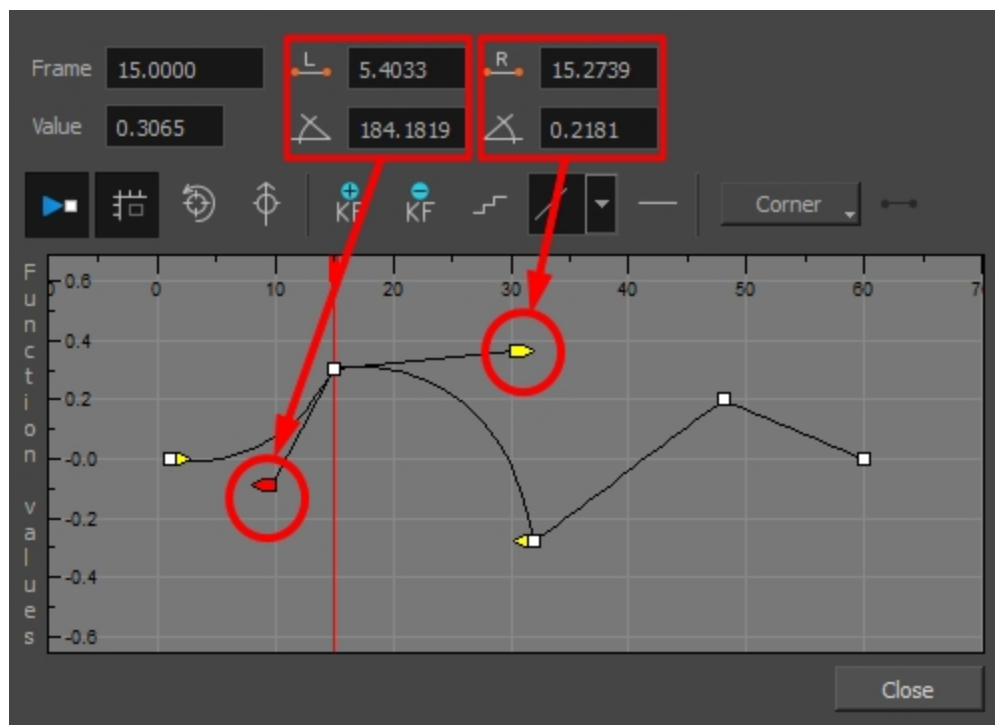 Frame 15.0000 L 5.4033 R 15.2739
Value 0.3065 184.1819 0.2181
KF KF Corner
Function values
0.6
0 10 20 30 40 50 60
0.4
0.2
-0.0
-0.2
-0.4
-0.6
Close